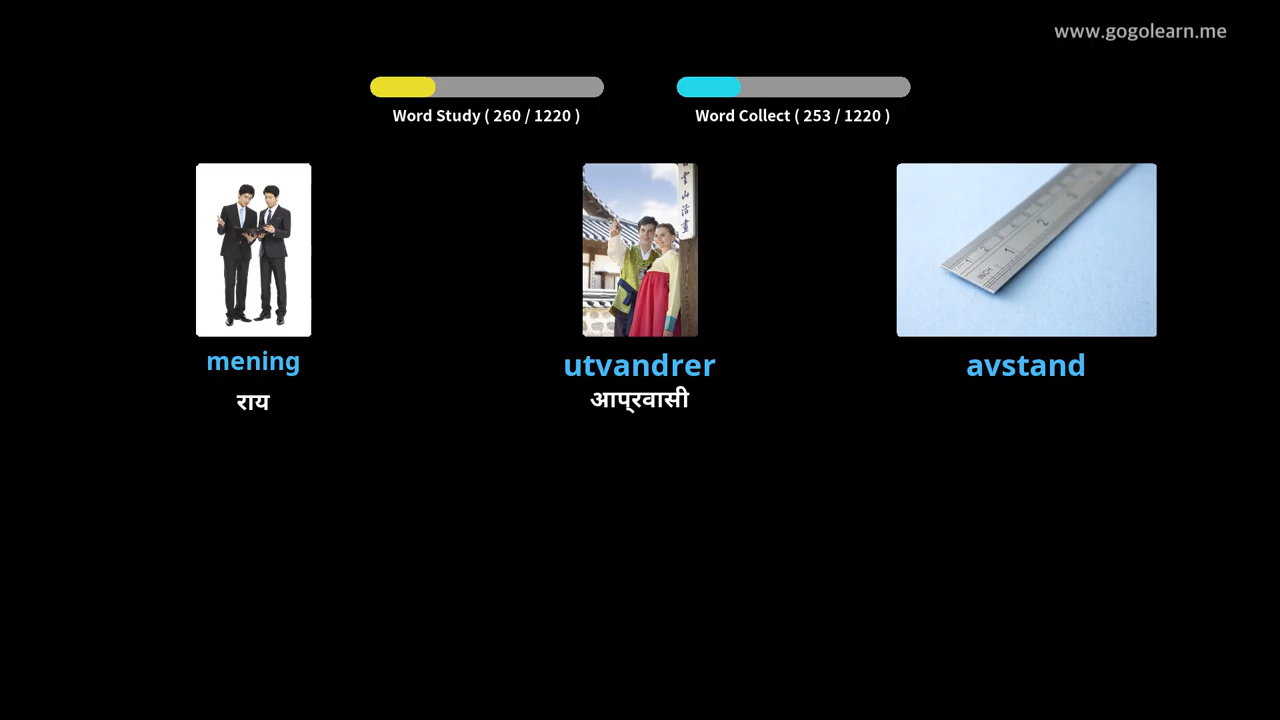 www.gogolearn.me
Word Study ( 260 / 1220 )
Word Collect ( 253 / 1220 )
mening
utvandrer
avstand
राय
आप्रवासी